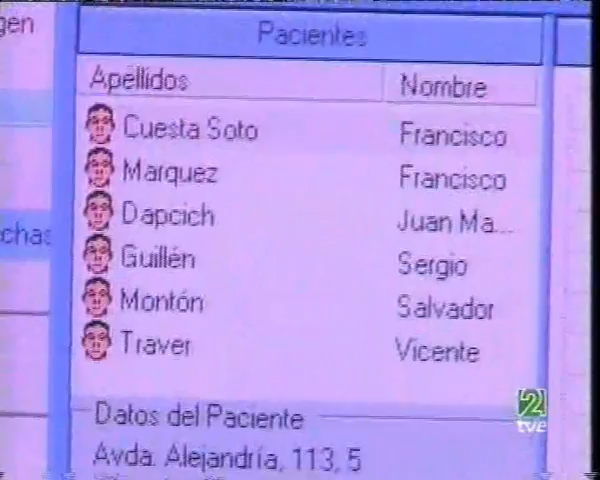 gen
Pacientes
Apellidos Nombre
Cuesta Soto Francisco
Marquez Francisco
Dapcich Juan Ma...
chas
Guillén Sergio
Montón Salvador
Traver Vicente
Datos del Paciente
Avda. Alejandría, 113, 5
2
tve